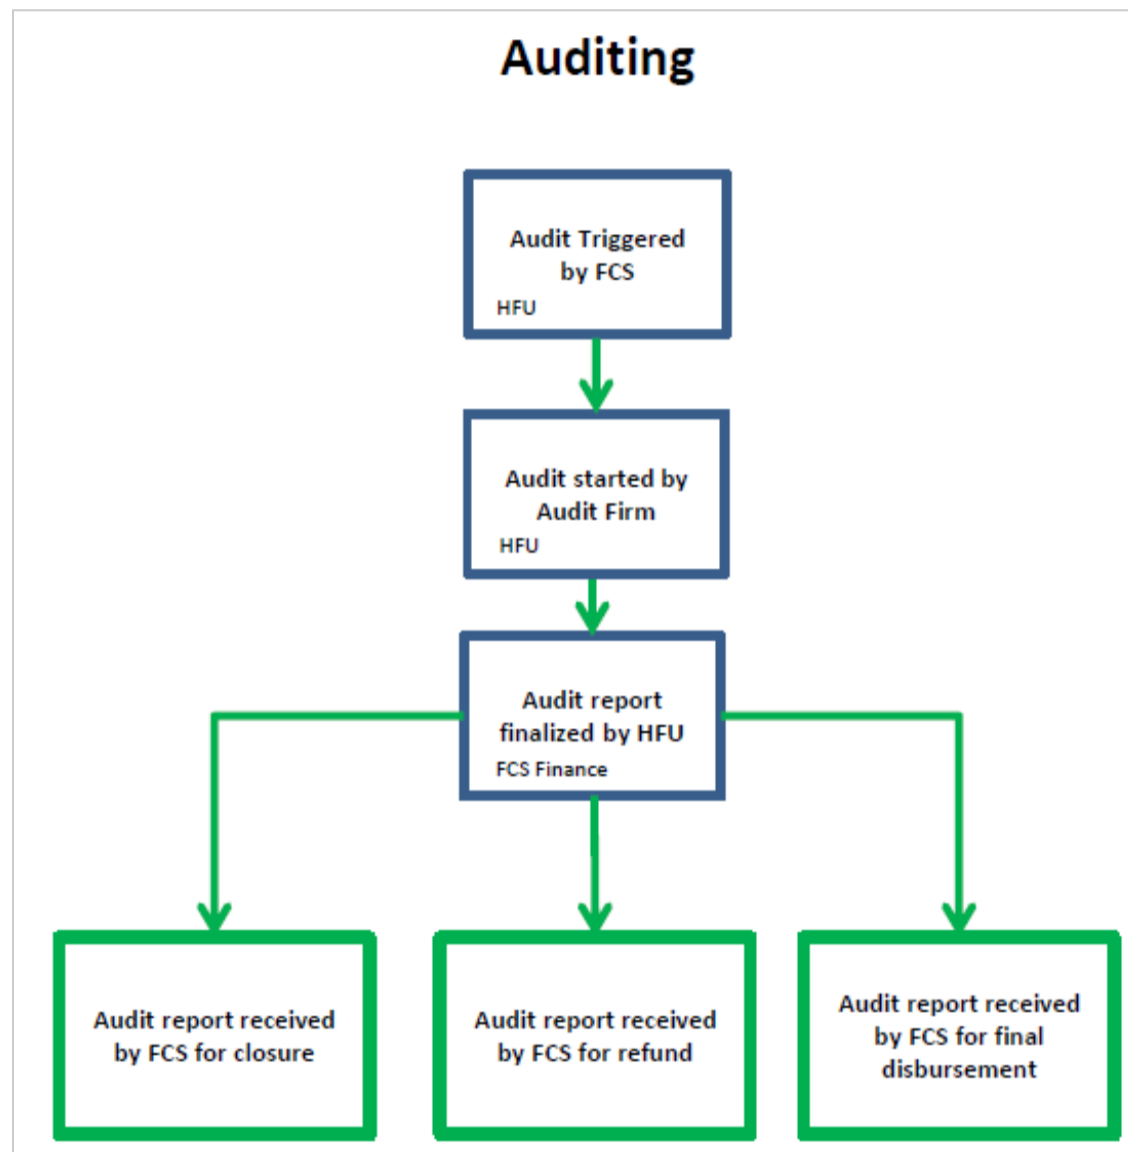 Auditing
Audit Triggered
by FCS
HFU
Audit started by
Audit Firm
HFU
Audit report
finalized by HFU
FCS Finance
Audit report received
by FCS for closure
Audit report received
by FCS for refund
Audit report received
by FCS for final
disbursement